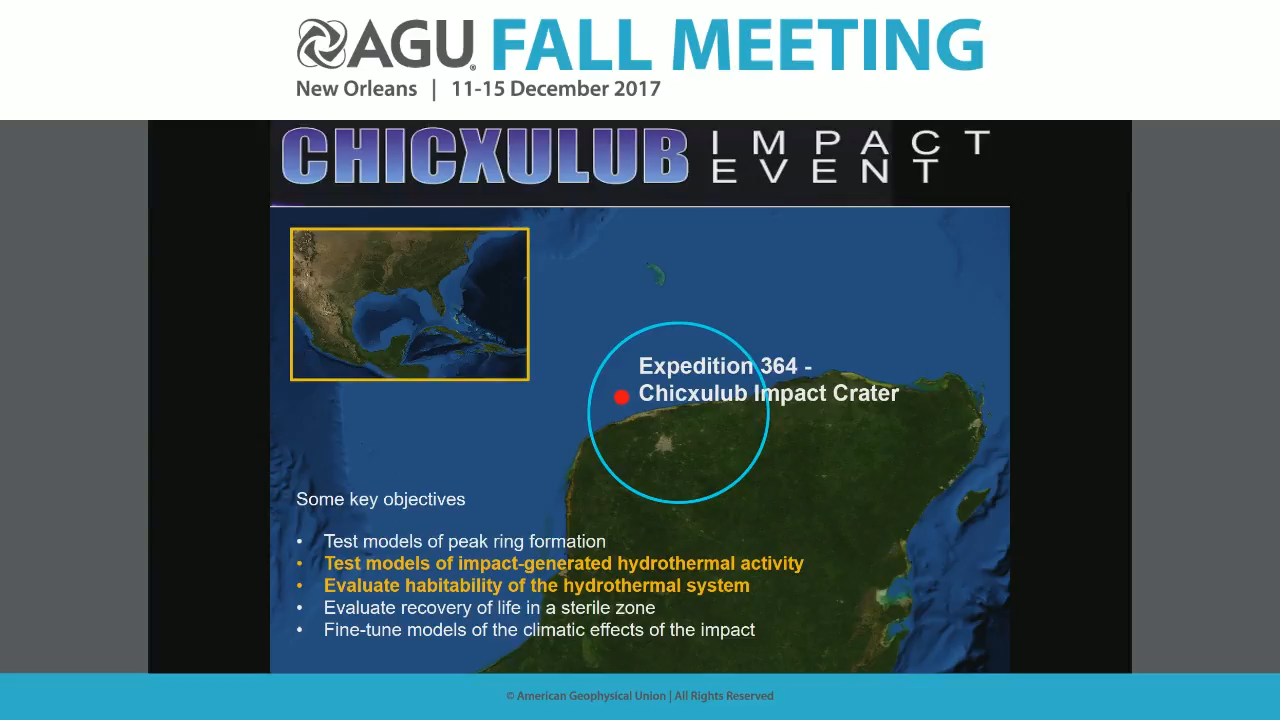 AGU® FALL MEETING
New Orleans | 11-15 December 2017
CHICXULUB IMPACT EVENT
Expedition 364 -
Chicxulub Impact Crater
Some key objectives
• Test models of peak ring formation
• Test models of impact-generated hydrothermal activity
• Evaluate habitability of the hydrothermal system
• Evaluate recovery of life in a sterile zone
• Fine-tune models of the climatic effects of the impact
© American Geophysical Union | All Rights Reserved